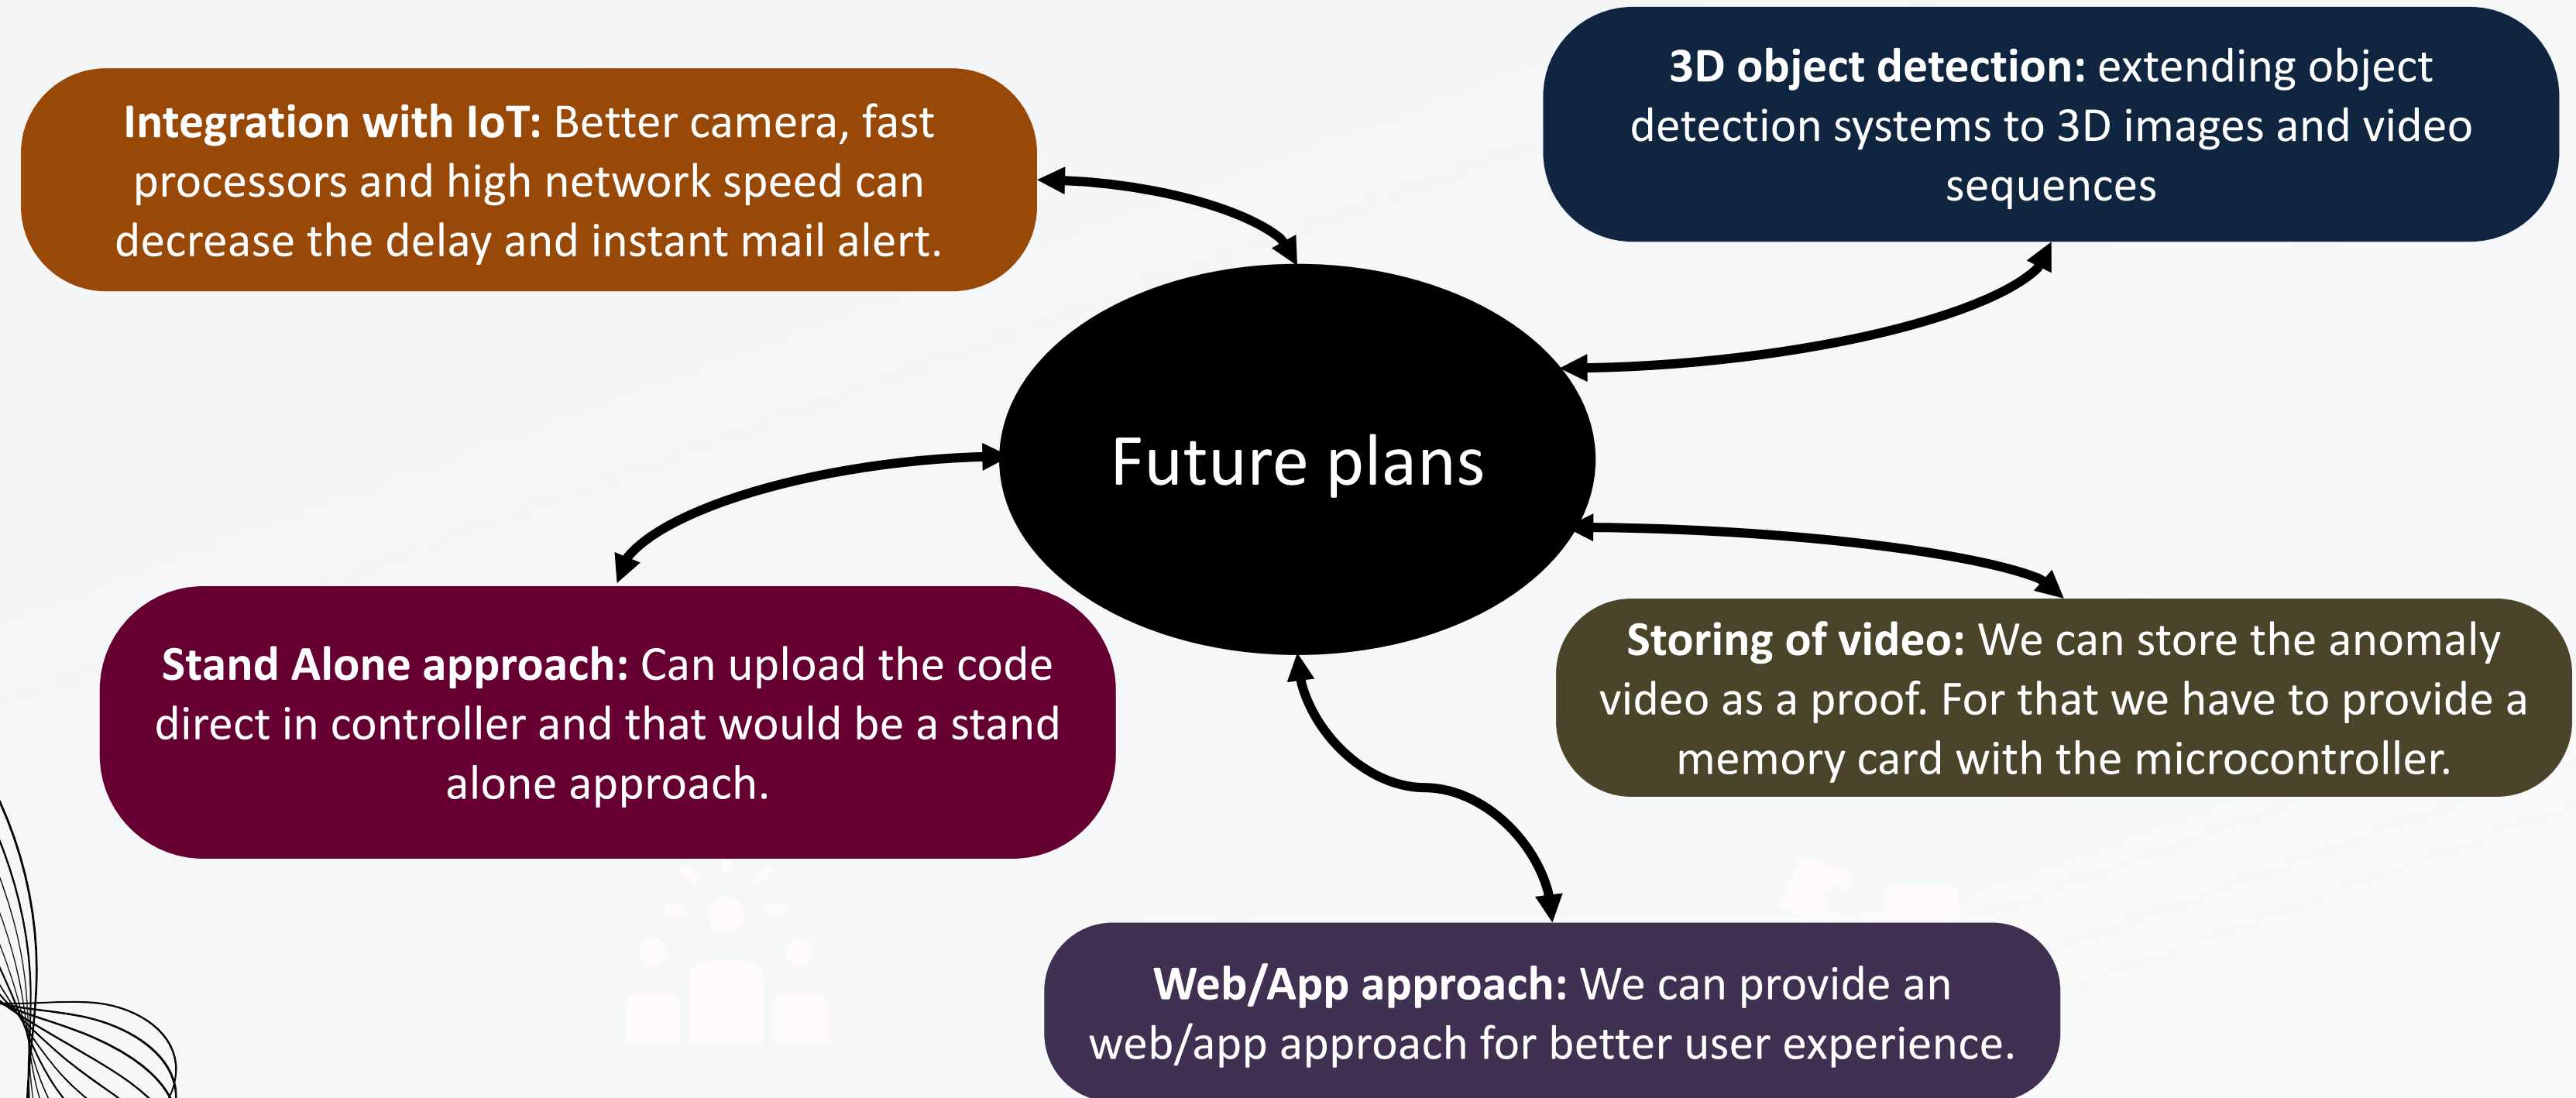 Integration with IoT: Better camera, fast
processors and high network speed can
decrease the delay and instant mail alert.
3D object detection: extending object
detection systems to 3D images and video
sequences
Future plans
Stand Alone approach: Can upload the code
direct in controller and that would be a stand
alone approach.
Storing of video: We can store the anomaly
video as a proof. For that we have to provide a
memory card with the microcontroller.
Web/App approach: We can provide an
web/app approach for better user experience.